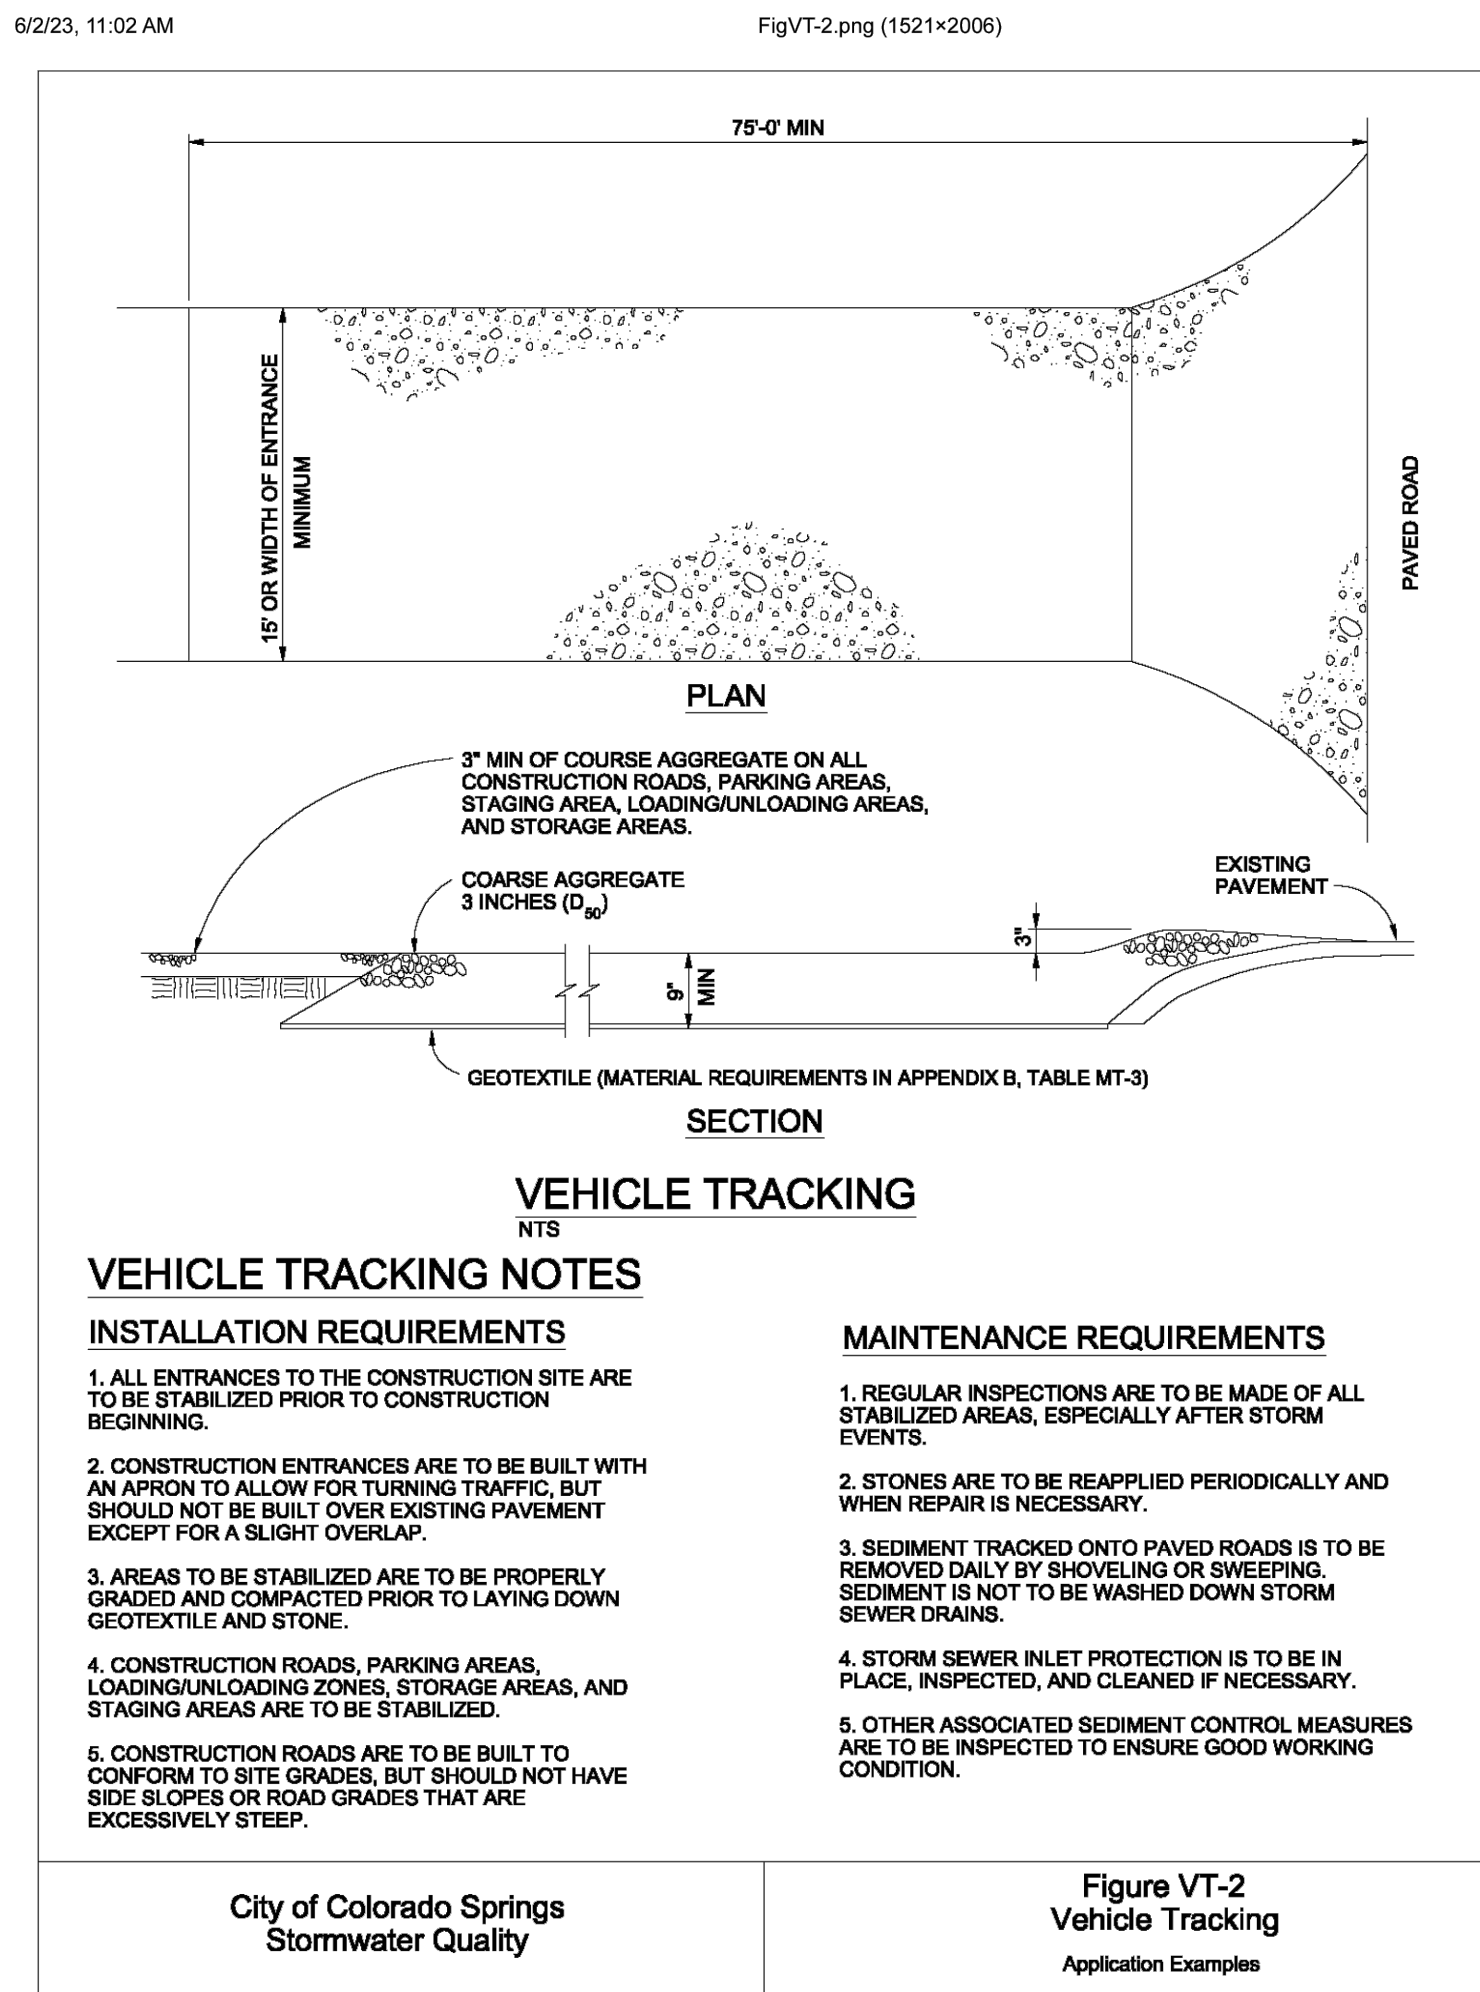 6/2/23, 11:02 AM
FigVT-2.png (1521×2006)
75'-0' MIN
15' OR WIDTH OF ENTRANCE
MINIMUM
PAVED ROAD
PLAN
3" MIN OF COURSE AGGREGATE ON ALL
CONSTRUCTION ROADS, PARKING AREAS,
STAGING AREA, LOADING/UNLOADING AREAS,
AND STORAGE AREAS.
COARSE AGGREGATE
3 INCHES (D50)
EXISTING
PAVEMENT
3"
9"
MIN
GEOTEXTILE (MATERIAL REQUIREMENTS IN APPENDIX B, TABLE MT-3)
SECTION
VEHICLE TRACKING
NTS
VEHICLE TRACKING NOTES
INSTALLATION REQUIREMENTS
1. ALL ENTRANCES TO THE CONSTRUCTION SITE ARE
TO BE STABILIZED PRIOR TO CONSTRUCTION
BEGINNING.
2. CONSTRUCTION ENTRANCES ARE TO BE BUILT WITH
AN APRON TO ALLOW FOR TURNING TRAFFIC, BUT
SHOULD NOT BE BUILT OVER EXISTING PAVEMENT
EXCEPT FOR A SLIGHT OVERLAP.
3. AREAS TO BE STABILIZED ARE TO BE PROPERLY
GRADED AND COMPACTED PRIOR TO LAYING DOWN
GEOTEXTILE AND STONE.
4. CONSTRUCTION ROADS, PARKING AREAS,
LOADING/UNLOADING ZONES, STORAGE AREAS, AND
STAGING AREAS ARE TO BE STABILIZED.
5. CONSTRUCTION ROADS ARE TO BE BUILT TO
CONFORM TO SITE GRADES, BUT SHOULD NOT HAVE
SIDE SLOPES OR ROAD GRADES THAT ARE
EXCESSIVELY STEEP.
MAINTENANCE REQUIREMENTS
1. REGULAR INSPECTIONS ARE TO BE MADE OF ALL
STABILIZED AREAS, ESPECIALLY AFTER STORM
EVENTS.
2. STONES ARE TO BE REAPPLIED PERIODICALLY AND
WHEN REPAIR IS NECESSARY.
3. SEDIMENT TRACKED ONTO PAVED ROADS IS TO BE
REMOVED DAILY BY SHOVELING OR SWEEPING.
SEDIMENT IS NOT TO BE WASHED DOWN STORM
SEWER DRAINS.
4. STORM SEWER INLET PROTECTION IS TO BE IN
PLACE, INSPECTED, AND CLEANED IF NECESSARY.
5. OTHER ASSOCIATED SEDIMENT CONTROL MEASURES
ARE TO BE INSPECTED TO ENSURE GOOD WORKING
CONDITION.
City of Colorado Springs
Stormwater Quality
Figure VT-2
Vehicle Tracking
Application Examples